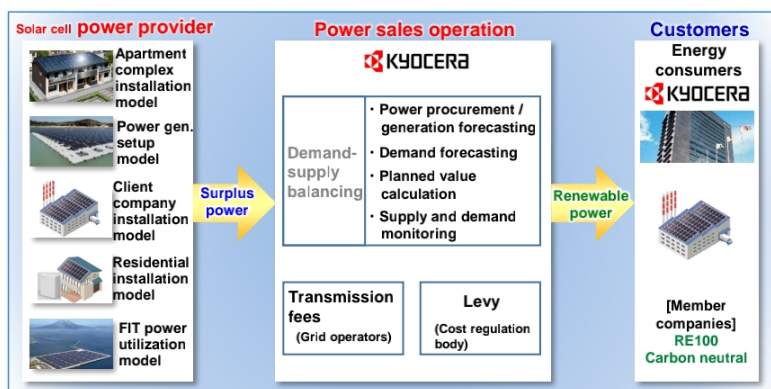 Solar cell power provider
Apartment
complex
installation
model
Power gen.
setup
model
Client
company
installation
model
Residential
installation
model
FIT power
utilization
model
Surplus
power
Power sales operation
KYOCERA
Demand-
supply
balancing
・Power procurement /
generation forecasting
・Demand forecasting
・Planned value
calculation
・Supply and demand
monitoring
Transmission
fees
(Grid operators)
Levy
(Cost regulation
body)
Renewable
power
Customers
Energy
consumers
KYOCERA
[Member
companies]
RE100
Carbon neutral